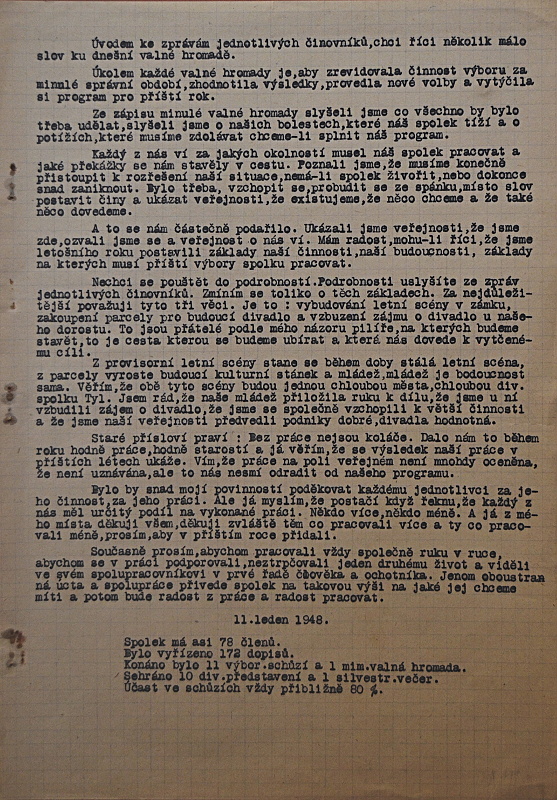 Úvodem ke zprávám jednotlivých činovníků,chci říci několik málo
slov ku dnešní valné hromadě.
Úkolem každé valné hromady je,aby zrevidovala činnost výboru za
minulé správní období,zhodnotila výsledky,provedla nové volby a vytýčila
si program pro příští rok.
Ze zápisu minulé valné hromady slyšeli jsme co všechno by bylo
třeba udělat,slyšeli jsme o našich bolestech,které náš spolek tíží a o
potížích,které musíme zdolávat chceme-li splnit náš program.
Každý z nás ví za jakých okolností musel náš spolek pracovat a
jaké překážky se nám stavěly v cestu. Poznali jsme,že musíme konečně
přistoupit k rozřešení naší situace,nemá-li spolek živořit,nebo dokonce
snad zaniknout. Bylo třeba, vzchopit se,probudit se ze spánku,místo slov
postavit činy a ukázat veřejnosti,že existujeme,že něco chceme a že také
něco dovedeme.
A to se nám částečně podařilo. Ukázali jsme veřejnosti,že jsme
zde,ozvali jsme se a veřejnost o nás ví. Mám radost,mohu-li říci,že jsme
letošního roku postavili základy naší činnosti,naší budoucnosti, základy
na kterých musí příští výbory spolku pracovat.
Nechci se pouštět do podrobností.Podrobnosti uslyšíte ze zpráv
jednotlivých činovníků. Zmíním se toliko o těch základech. Za nejdůleži-
tější považuji tyto tři věci. Je to : vybudování letní scény v zámku,
zakoupení parcely pro budoucí divadlo a vzbuzení zájmu o divadlo u naše-
ho dorostu. To jsou přátelé podle mého názoru pilíře,na kterých budeme
stavět,to je cesta kterou se budeme ubírat a která nás dovede k vytčené-
mu cíli.
Z provisorní letní scény stane se během doby stálá letní scéna,
z parcely vyroste budoucí kulturní stánek a mládež,mládež je bodoucnost
sama. Věřím,že obě tyto scény budou jednou chloubou města,chloubou div.
spolku Tyl. Jsem rád,že naše mládež přiložila ruku k dílu,že jsme u ní
vzbudili zájem o divadlo,že jsme se společně vzchopili k větší činnosti
a že jsme naší veřejnosti předvedli podniky dobré,divadla hodnotná.
Staré přísloví praví : Bez práce nejsou koláče. Dalo nám to během
roku hodně práce,hodně starostí a já věřím,že se výsledek naší práce v
příštích létech ukáže. Vím,že práce na poli veřejném není mnohdy oceněna,
že není uznávána,ale to nás nesmí odradit od našeho programu.
Bylo by snad mojí povinností poděkovat každému jednotlivci za je-
ho činnost,za jeho práci. Ale já myslím,že postačí když řeknu,že každý z
nás měl určitý podíl na vykonané práci. Někdo více,někdo méně. A já z mé-
ho místa děkuji všem,děkuji zvláště těm co pracovali více a ty co praco-
vali méně,prosím,aby v příštím roce přidali.
Současně prosím,abychom pracovali vždy společně ruku v ruce,
abychom se v práci podporovali,neztrpčovali jeden druhému život a viděli
ve svém spolupracovníkovi v prvé řadě člověka a ochotníka. Jenom oboustran
ná úcta a spolupráce přivede spolek na takovou výši na jaké jej chceme
míti a potom bude radost z práce a radost pracovat.
11.leden 1948.
Spolek má asi 78 členů.
Bylo vyřízeno 172 dopisů.
Konáno bylo 11 výbor.schůzí a 1 mim.valná hromada.
Sehráno 10 div.představení a 1 silvestr.večer.
Účast ve schůzích vždy přibližně 80 %.